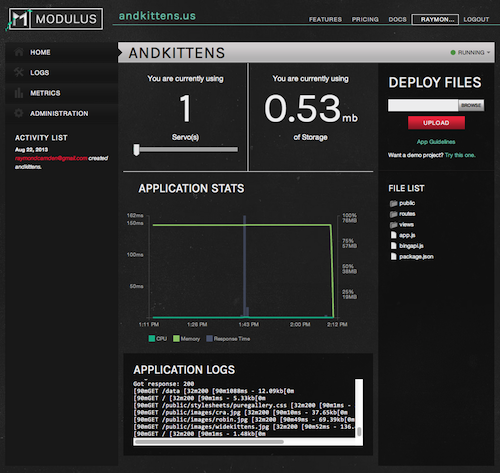 MODULUS
andkittens.us
FEATURES PRICING DOCS RAYMON... LOGOUT
HOME
LOGS
METRICS
ADMINISTRATION
ACTIVITY LIST
Aug 22, 2013
raymondcamden@gmail.com created
andkittens.
ANDKITTENS
RUNNING
You are currently using
1
Servo(s)
You are currently using
0.53mb
of Storage
APPLICATION STATS
162ms
150ms
100ms
50ms
100%
76MB
75%
57MB
50%
38MB
25%
19MB
1:11 PM 1:26 PM 1:43 PM 2:00 PM 2:12 PM
CPU Memory Response Time
APPLICATION LOGS
Got response: 200
[90mGET /data [32m200 [90m1088ms - 12.09kb[0m
[90mGET / [32m200 [90m1ms - 5.33kb[0m
[90mGET /public/stylesheets/puregallery.css [32m200 [90m1ms -
[90mGET /public/images/cra.jpg [32m200 [90m10ms - 37.65kb[0m
[90mGET /public/images/robin.jpg [32m200 [90m49ms - 69.39kb[0m
[90mGET /public/images/widekittens.jpg [32m200 [90m52ms - 136.
[90mGET / [32m200 [90m1ms - 1.48kb[0m
DEPLOY FILES
BROWSE
UPLOAD
App Guidelines
Want a demo project? Try this one.
FILE LIST
public
routes
views
app.js
bingapi.js
package.json